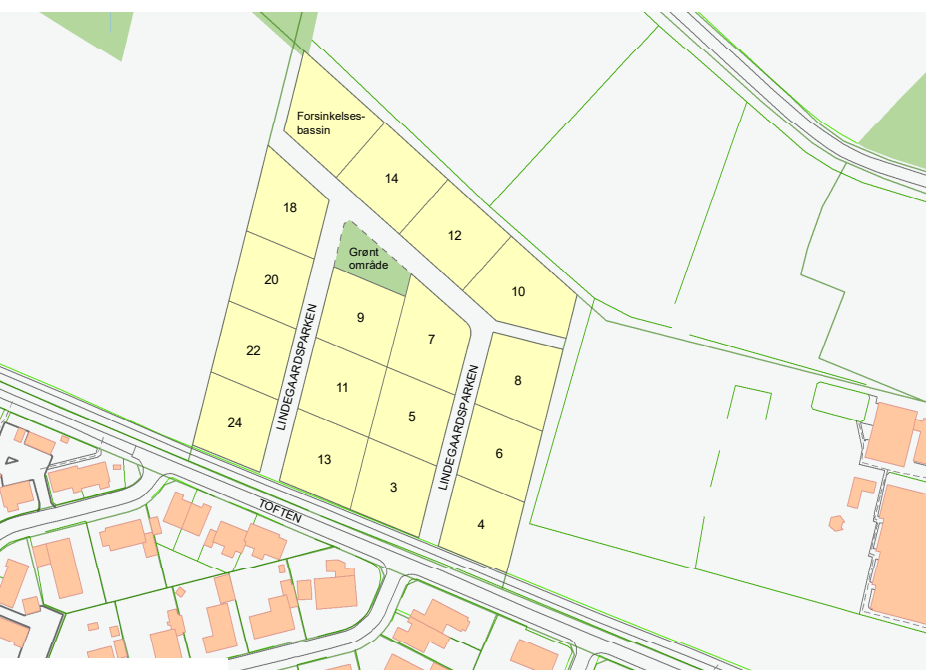 Forsinkelses-
bassin
14
18
12
Grønt
område
20
10
9
7
22
LINDEGAARDSPARKEN
8
11
5
LINDEGAARDSPARKEN
24
6
13
3
TOFTEN
4